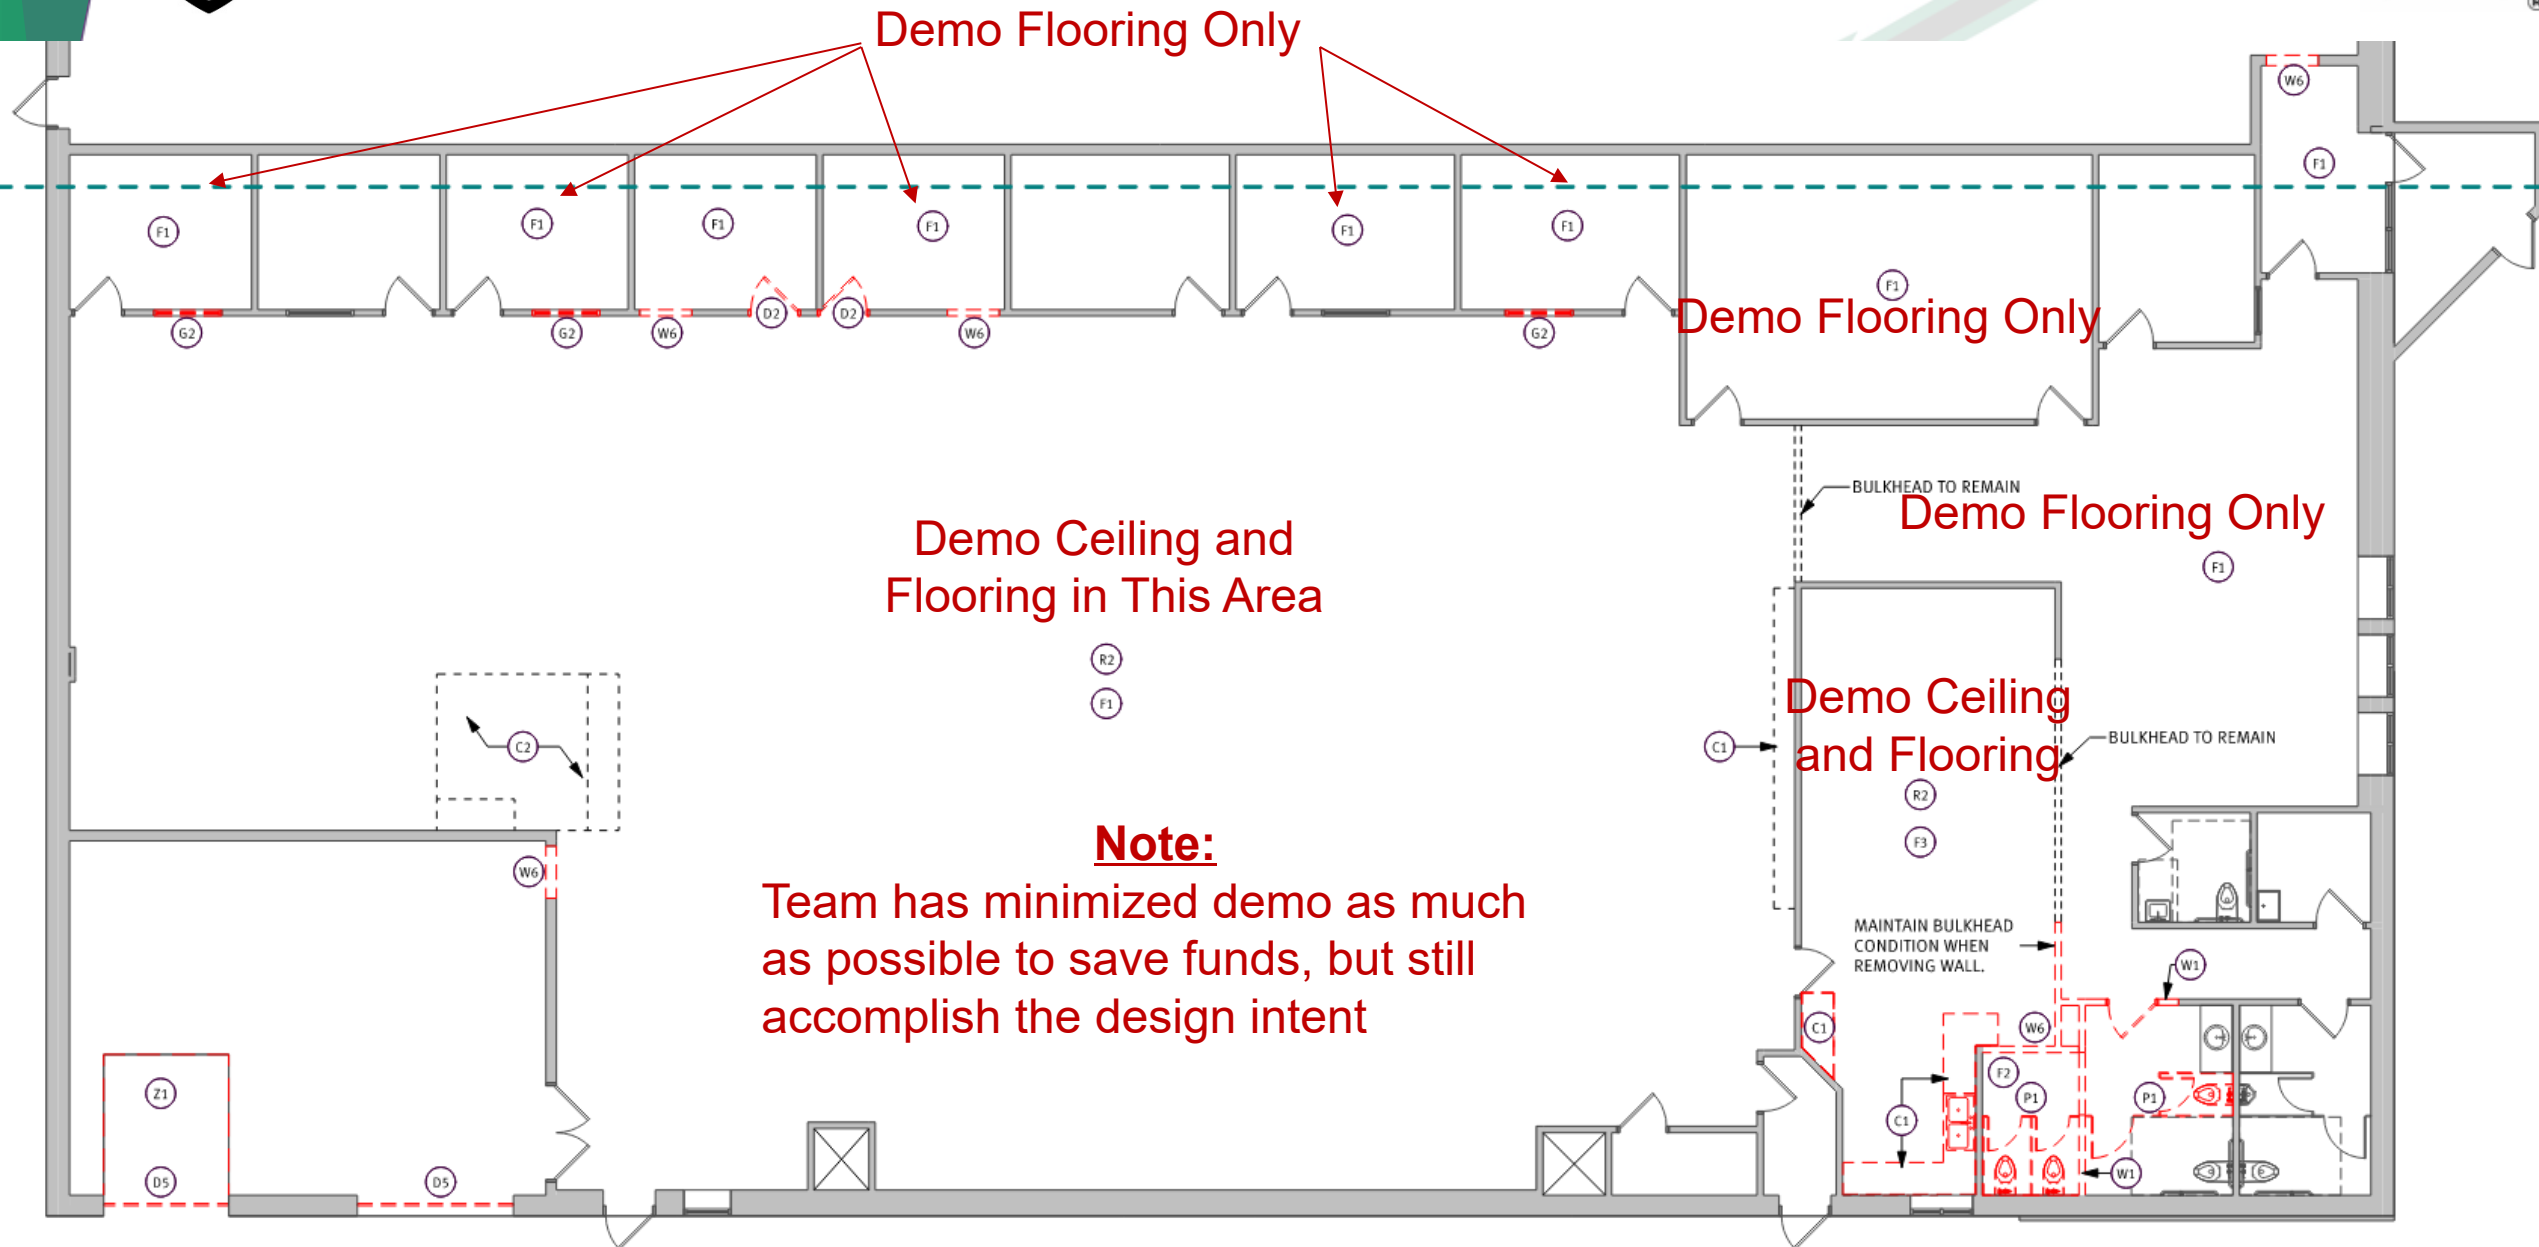 Demo Flooring Only
W6
F1
F1
F1
F1
F1
F1
F1
F1
G2
G2
W6
D2
D2
W6
G2
Demo Flooring Only
BULKHEAD TO REMAIN
Demo Flooring Only
F1
Demo Ceiling and
Flooring in This Area
R2
F1
Demo Ceiling
and Flooring
R2
F3
C1
BULKHEAD TO REMAIN
C2
W6
Note:
Team has minimized demo as much
as possible to save funds, but still
accomplish the design intent
MAINTAIN BULKHEAD
CONDITION WHEN
REMOVING WALL.
W1
C1
W6
F2
P1
P1
C1
W1
Z1
D5
D5